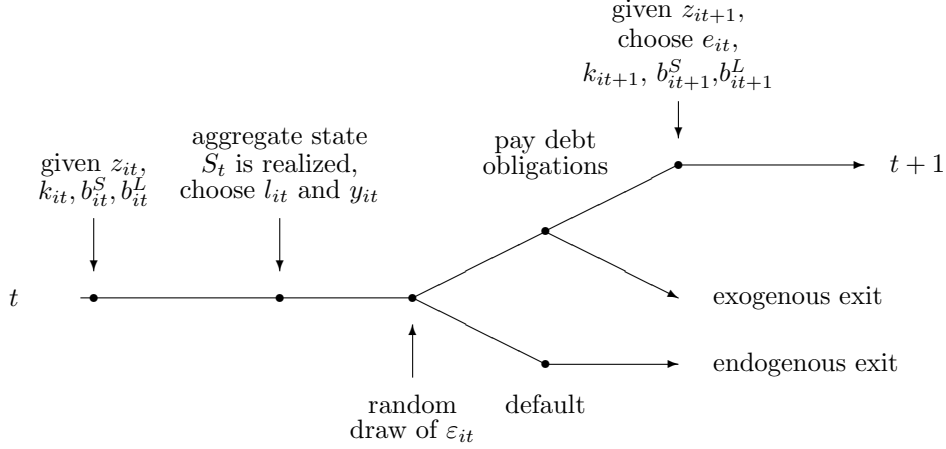 given z_{it+1},
choose e_{it},
k_{it+1}, b^S_{it+1},b^L_{it+1}
aggregate state
S_t is realized,
choose l_{it} and y_{it}
given z_{it},
k_{it}, b^S_{it}, b^L_{it}
pay debt
obligations
t + 1
t
exogenous exit
endogenous exit
random
draw of ε_{it}
default